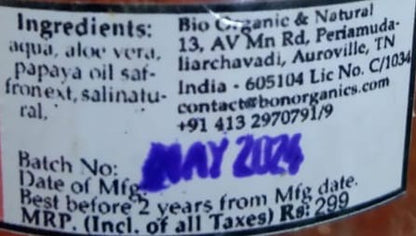 Ingredients:
aqua, aloe vera,
papaya oil saf-
fronext, salinatu-
ral,
Bio Organic & Natural
13, AV Mn Rd, Periamuda-
liarchavadi, Auroville, TN
India - 605104 Lic No. C/1034
contact@bonorganics.com
+91 413 2970791/9
Batch No:
MAY 2024
Date of Mfg:
Best before 2 years from Mfg date.
MRP. (Incl. of all Taxes) Rs: 299